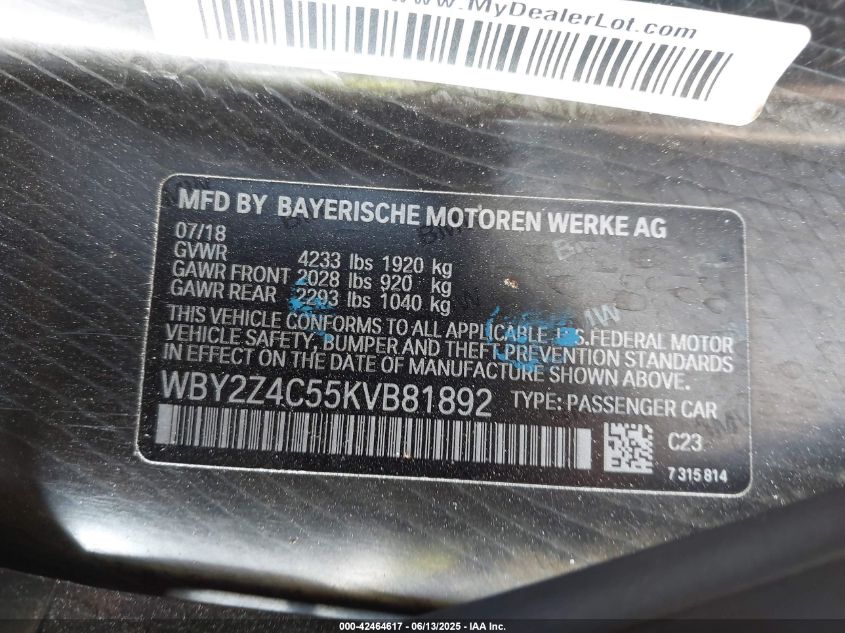 www.MyDealerLot.com
MFD BY BAYERISCHE MOTOREN WERKE AG
07/18
GVWR 4233 lbs 1920 kg
GAWR FRONT 2028 lbs 920 kg
GAWR REAR 2293 lbs 1040 kg
THIS VEHICLE CONFORMS TO ALL APPLICABLE U.S.FEDERAL MOTOR
VEHICLE SAFETY, BUMPER AND THEFT PREVENTION STANDARDS
IN EFFECT ON THE DATE OF MANUFACTURE SHOWN ABOVE.
WBY2Z4C55KVB81892 TYPE: PASSENGER CAR
C23
7 315 814
000-42464617 - 06/13/2025 - IAA Inc.